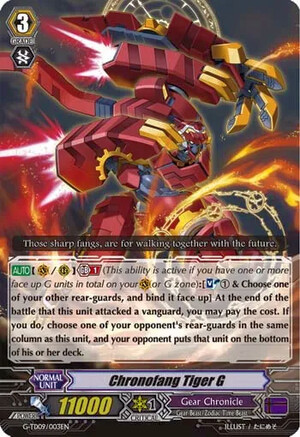 3
GRADE
Those sharp fangs, are for walking together with the future.
AUTO [ / ] 1 (This ability is active if you have one or more
face up G units in total on your or G zone):[ 1 & Choose
one of your other rear-guards, and bind it face up] At the end of the
battle that this unit attacked a vanguard, you may pay the cost. If
you do, choose one of your opponent's rear-guards in the same
column as this unit, and your opponent puts that unit on the bottom
of his or her deck.
NORMAL
UNIT
Chronofang Tiger G
POWER
11000
1
CRITICAL
Gear Chronicle
Gear Beast/Zodiac Time Beast
G-TD09/003EN
ILLUST / たにめそ